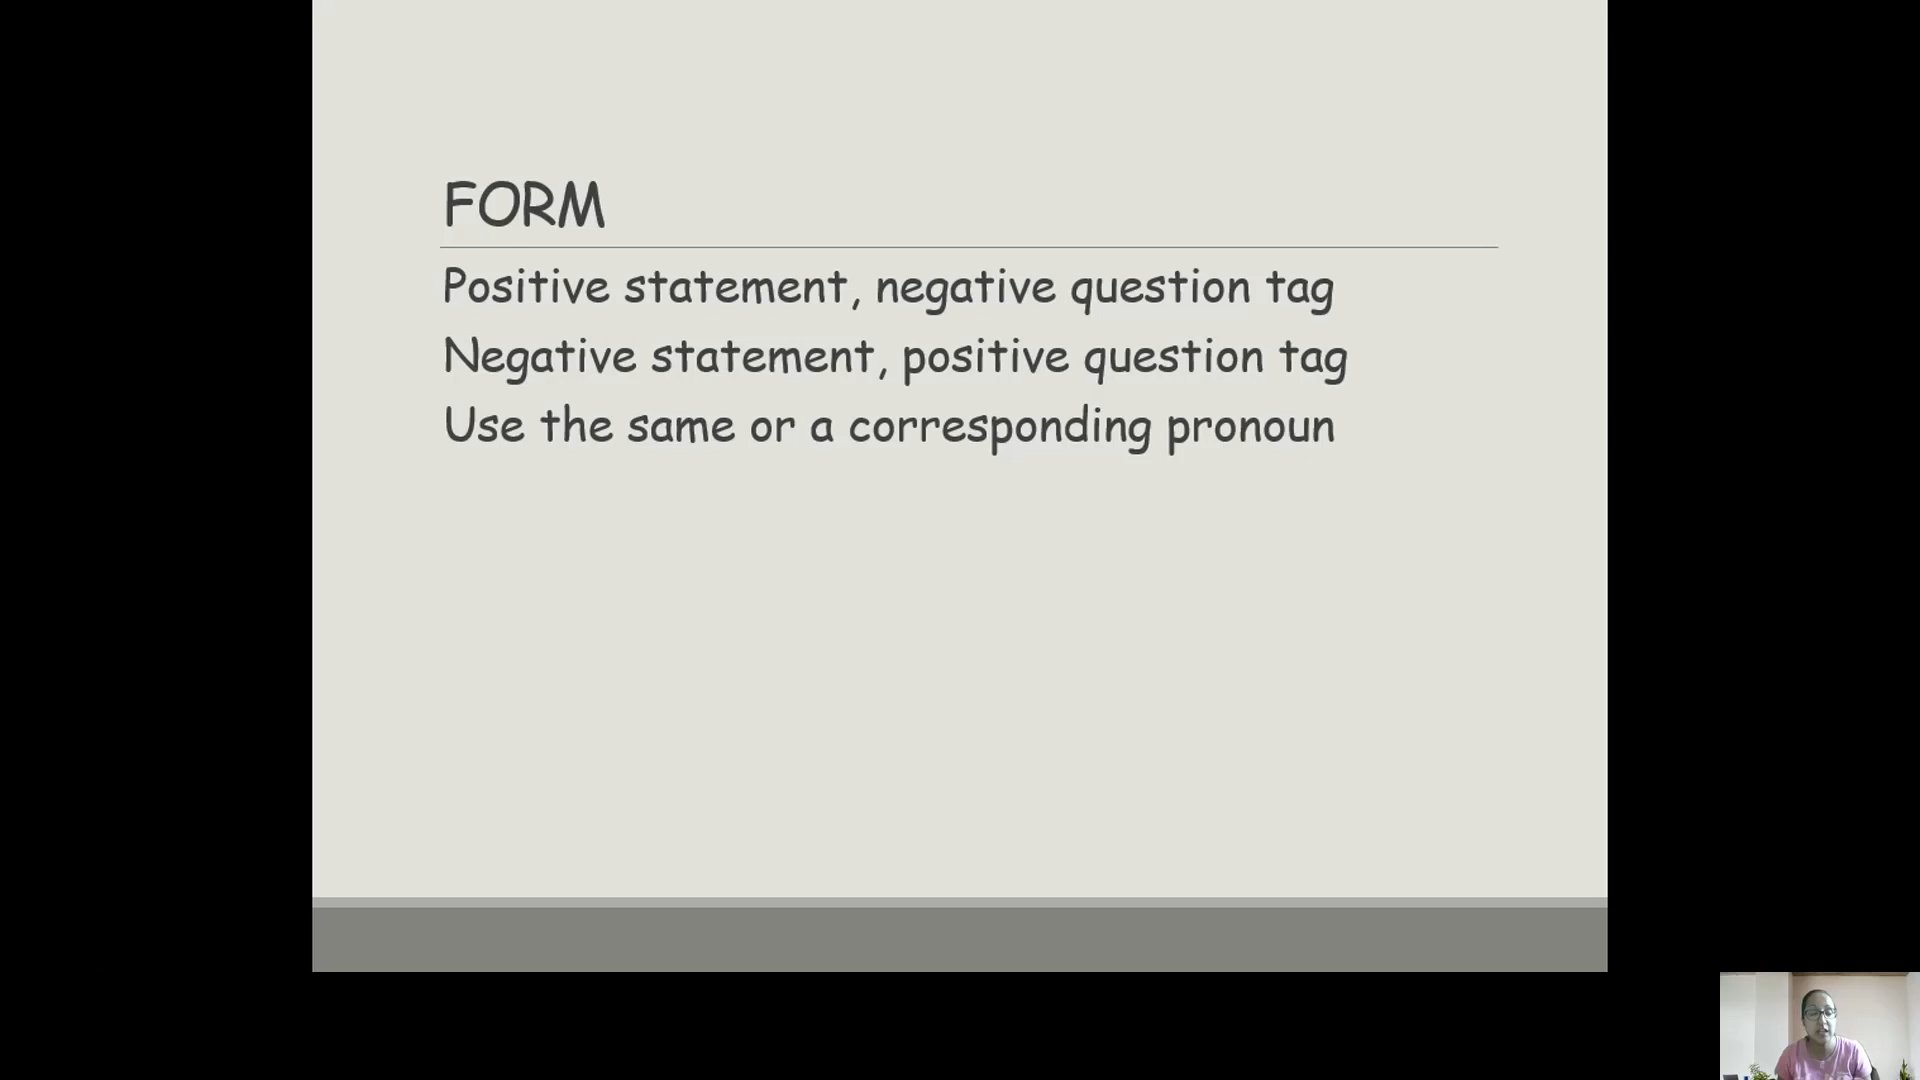 FORM
Positive statement, negative question tag
Negative statement, positive question tag
Use the same or a corresponding pronoun